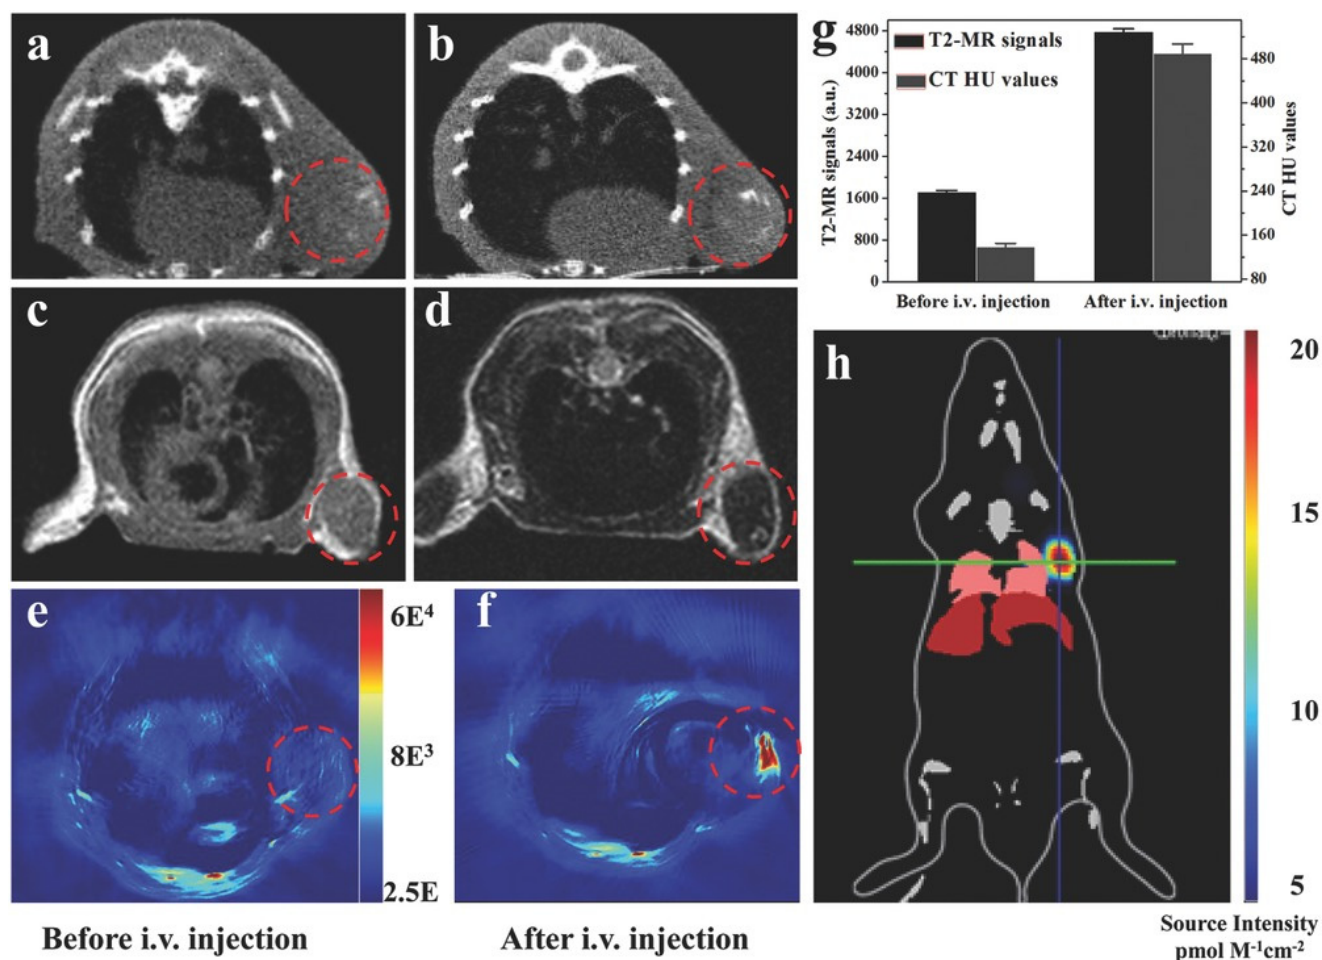 a
b
g
4800
4000
3200
2400
1600
800
0
T2-MR signals (a.u.)
T2-MR signals
CT HU values
480
400
320
240
160
80
CT HU values
Before i.v. injection
After i.v. injection
c
d
h
20
15
10
5
Source Intensity
pmol M⁻¹cm⁻²
e
6E⁴
8E³
2.5E
f
Before i.v. injection
After i.v. injection